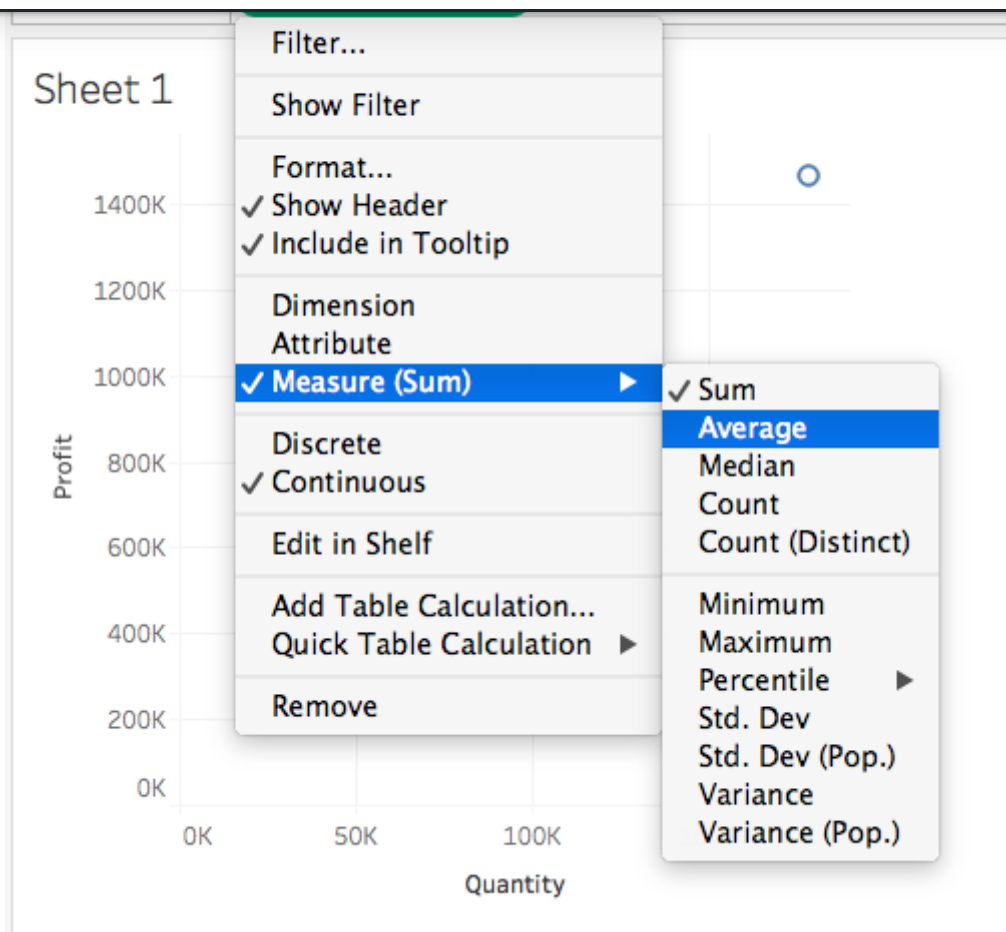 Sheet 1
Filter...
Show Filter
Format...
Show Header
Include in Tooltip
Dimension
Attribute
Measure (Sum)
Discrete
Continuous
Edit in Shelf
Add Table Calculation...
Quick Table Calculation
Remove
Sum
Average
Median
Count
Count (Distinct)
Minimum
Maximum
Percentile
Std. Dev
Std. Dev (Pop.)
Variance
Variance (Pop.)
Profit
1400K
1200K
1000K
800K
600K
400K
200K
0K
0K 50K 100K
Quantity